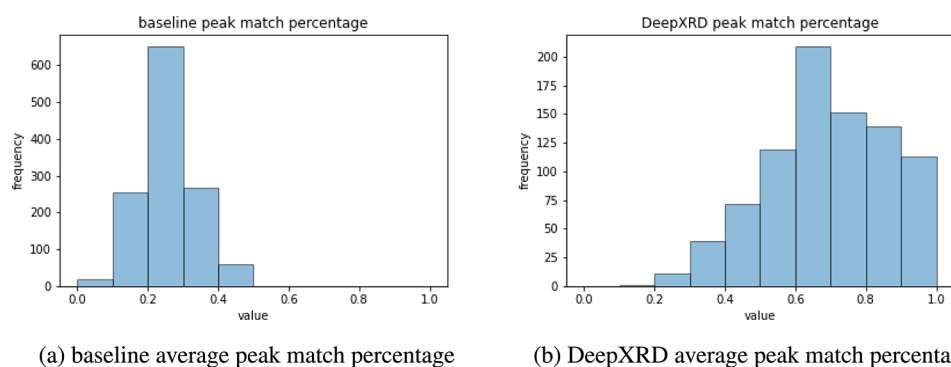 baseline peak match percentage
600
500
400
300
200
100
0
frequency
0.0 0.2 0.4 0.6 0.8 1.0
value
(a) baseline average peak match percentage
DeepXRD peak match percentage
200
175
150
125
100
75
50
25
0
frequency
0.0 0.2 0.4 0.6 0.8 1.0
value
(b) DeepXRD average peak match percenta